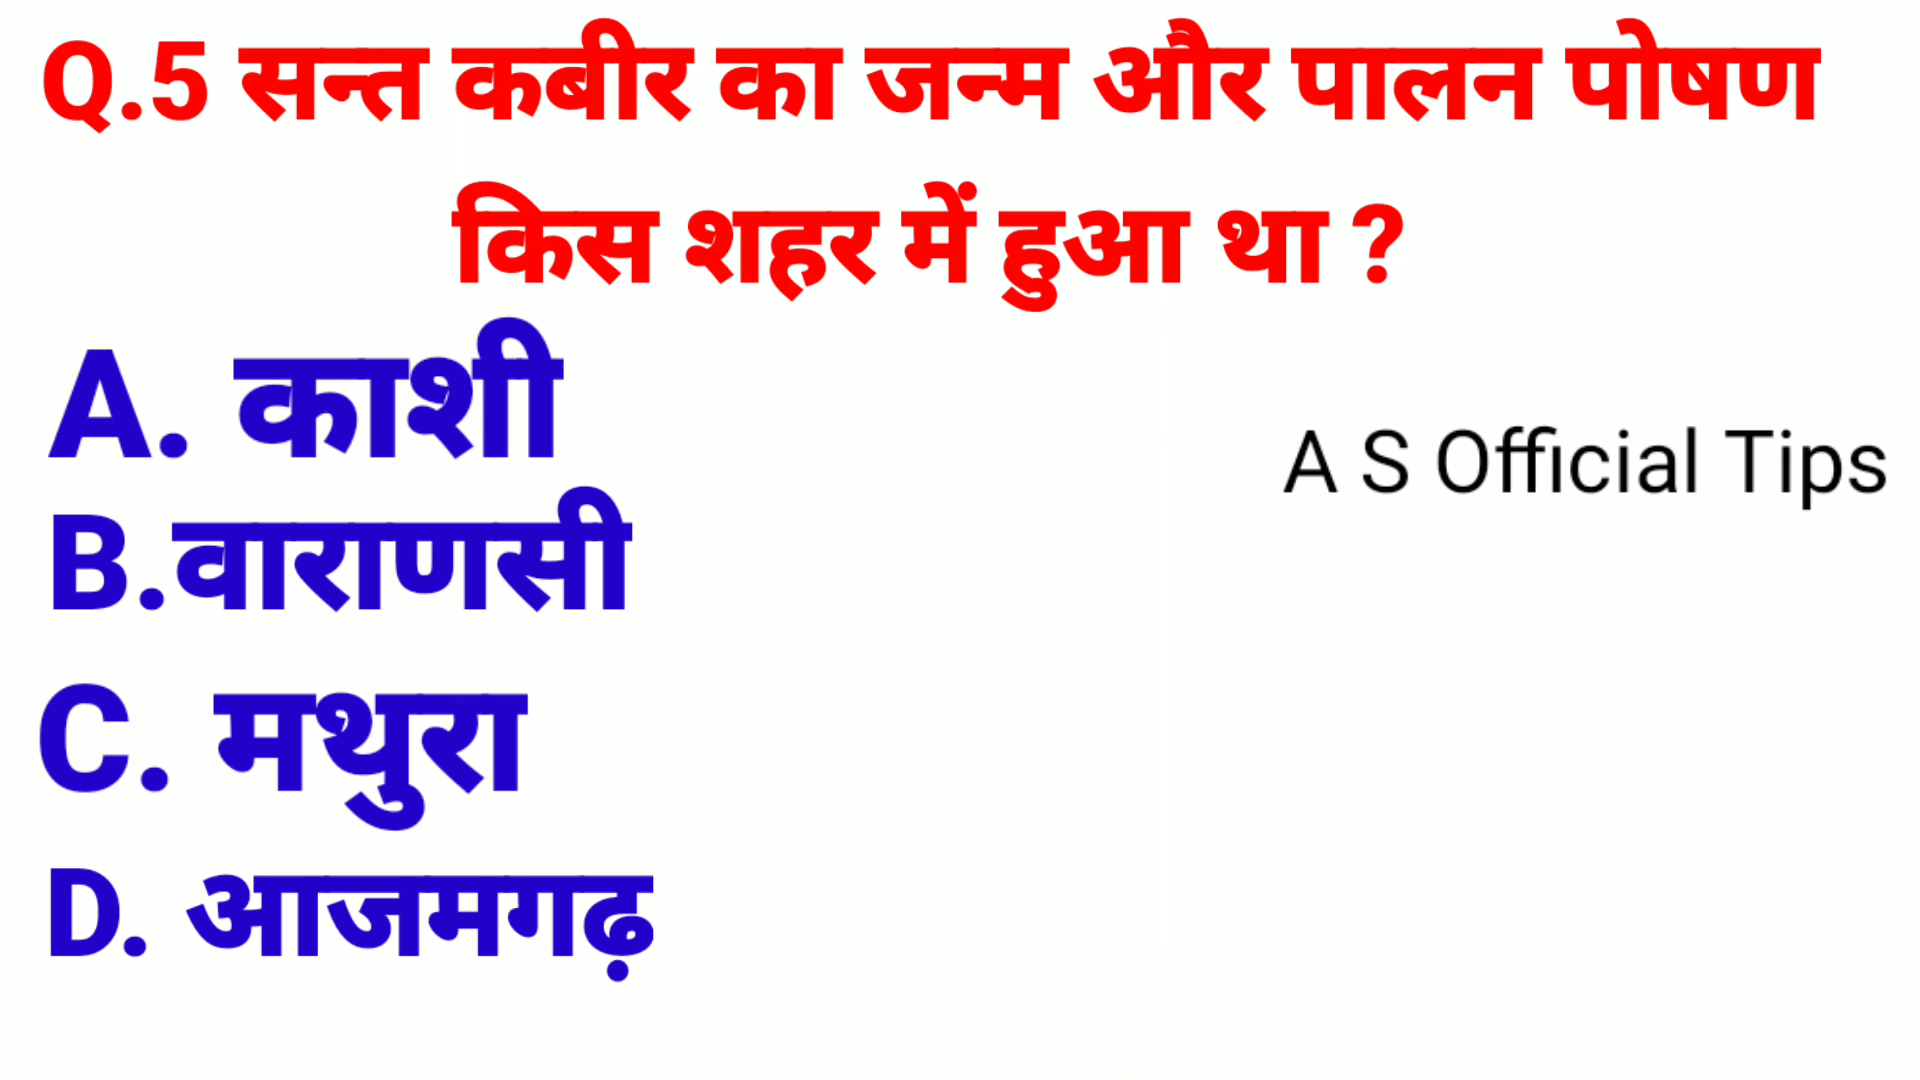 Q.5 सन्त कबीर का जन्म और पालन पोषण
किस शहर में हुआ था ?
A. काशी
A S Official Tips
B.वाराणसी
C. मथुरा
D. आजमगढ़